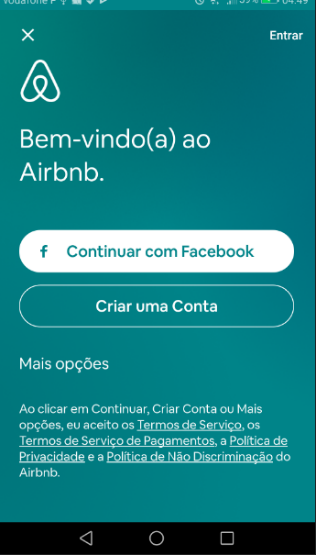 Vodafone P
39% 04:49
Entrar
Bem-vindo(a) ao
Airbnb.
f Continuar com Facebook
Criar uma Conta
Mais opções
Ao clicar em Continuar, Criar Conta ou Mais
opções, eu aceito os Termos de Serviço, os
Termos de Serviço de Pagamentos, a Política de
Privacidade e a Política de Não Discriminação do
Airbnb.